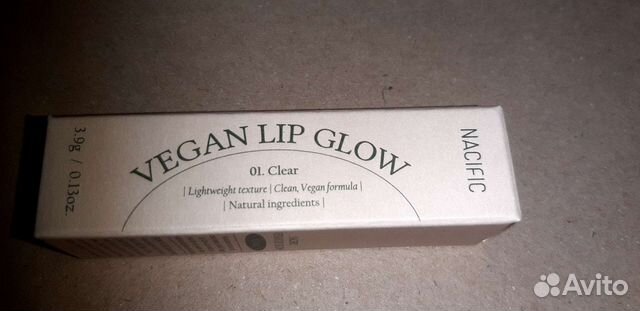 VEGAN LIP GLOW
01. Clear
| Lightweight texture | Clean, Vegan formula |
| Natural ingredients |
3.9g / 0.13oz
NACIFIC
Avito